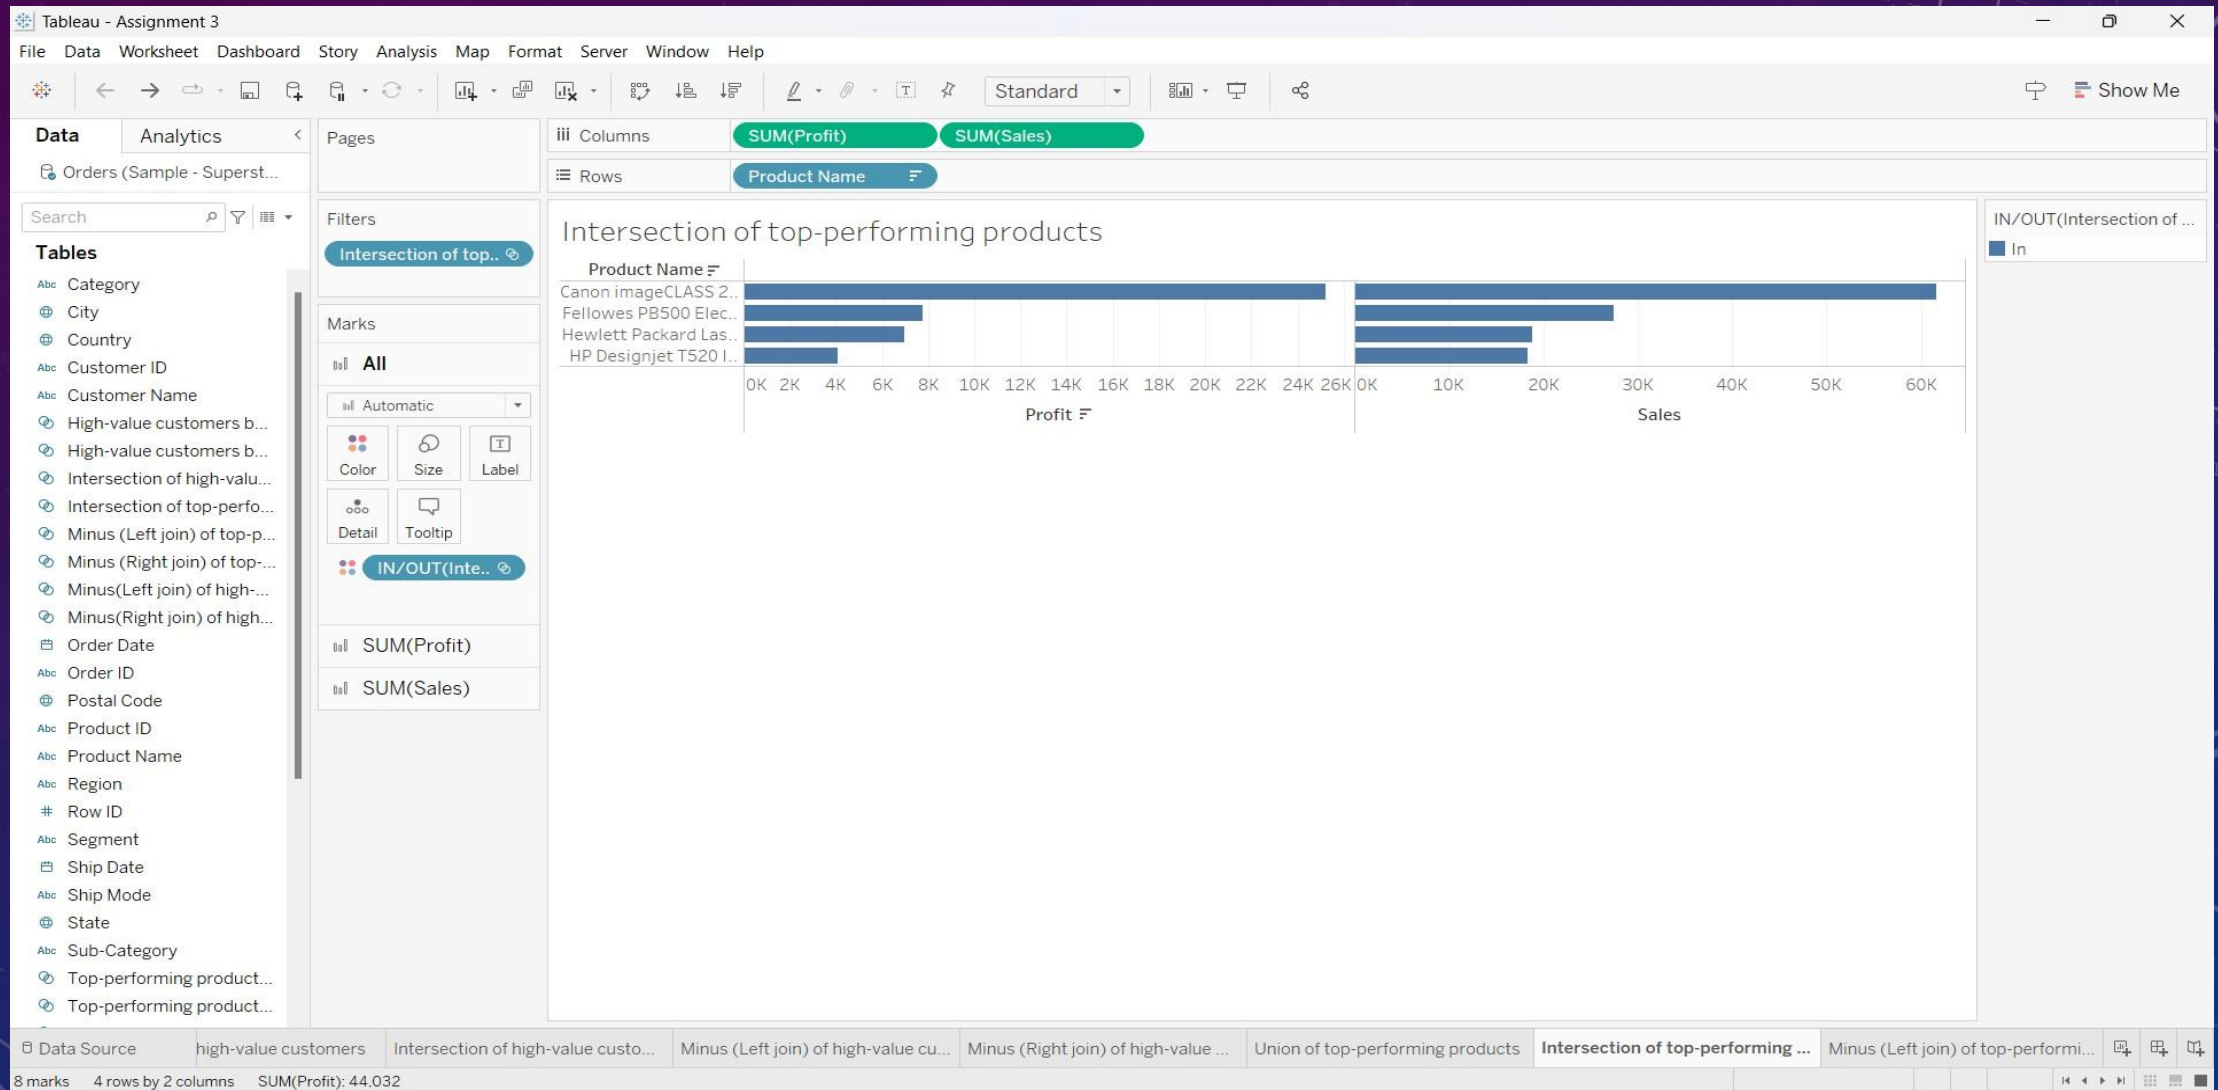 Tableau - Assignment 3
File Data Worksheet Dashboard Story Analysis Map Format Server Window Help
Standard
Show Me
Data Analytics
Orders (Sample - Superst...
Search
Tables
Abc Category
City
Country
Abc Customer ID
Abc Customer Name
High-value customers b...
High-value customers b...
Intersection of high-valu...
Intersection of top-perfo...
Minus (Left join) of top-p...
Minus (Right join) of top-...
Minus(Left join) of high-...
Minus(Right join) of high...
Order Date
Abc Order ID
Postal Code
Abc Product ID
Abc Product Name
Abc Region
# Row ID
Abc Segment
Ship Date
Abc Ship Mode
State
Abc Sub-Category
Top-performing product...
Top-performing product...
Pages
Filters
Intersection of top..
Marks
All
Automatic
Color Size Label
Detail Tooltip
IN/OUT(Inte..
SUM(Profit)
SUM(Sales)
iii Columns SUM(Profit) SUM(Sales)
Rows Product Name
Intersection of top-performing products
Product Name
Canon imageCLASS 2..
Fellowes PB500 Elec..
Hewlett Packard Las..
HP Designjet T520 I..
0K 2K 4K 6K 8K 10K 12K 14K 16K 18K 20K 22K 24K 26K 0K 10K 20K 30K 40K 50K 60K
Profit Sales
IN/OUT(Intersection of ...
In
Data Source high-value customers Intersection of high-value custo... Minus (Left join) of high-value cu... Minus (Right join) of high-value ... Union of top-performing products Intersection of top-performing ... Minus (Left join) of top-performi...
8 marks 4 rows by 2 columns SUM(Profit): 44,032